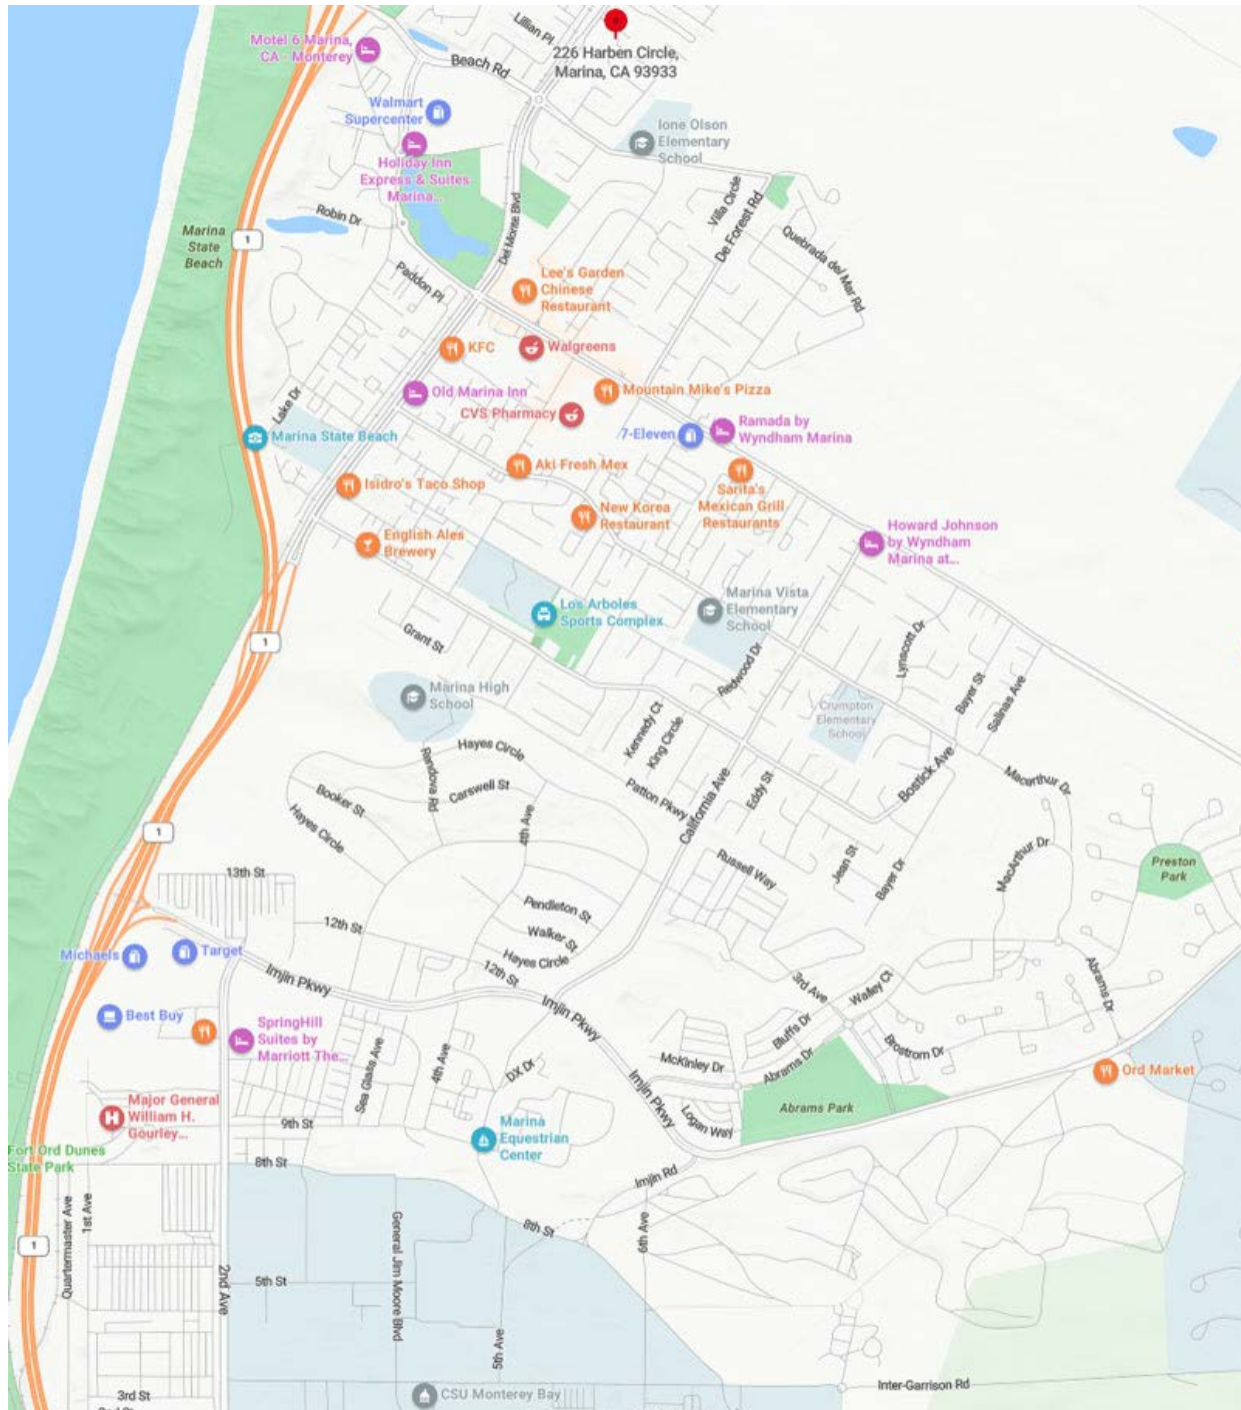 Lillian Pl
Motel 6 Marina,
CA - Monterey
226 Harben Circle,
Marina, CA 93933
Beach Rd
Walmart
Supercenter
Ione Olson
Elementary
School
Holiday Inn
Express & Suites
Marina...
Villa Circle
De Forest Rd
Del Monte Blvd
Robin Dr
Marina
State
Beach
1
Quebrada del Mar Rd
Paddon Pl
Lee's Garden
Chinese
Restaurant
KFC
Walgreens
Old Marina Inn
Mountain Mike's Pizza
CVS Pharmacy
Lake Dr
Marina State Beach
7-Eleven
Ramada by
Wyndham Marina
Aki Fresh Mex
Isidro's Taco Shop
Sarita's
Mexican Grill
Restaurants
New Korea
Restaurant
English Ales
Brewery
Howard Johnson
by Wyndham
Marina at...
Los Arboles
Sports Complex
Marina Vista
Elementary
School
1
Grant St
Lynscott Dr
Redwood Dr
Bayer St
Salinas Ave
Marina High
School
Crumpton
Elementary
School
Kennedy Ct
King Circle
Hayes Circle
Rendova Rd
Carswell St
Booker St
Hayes Circle
4th Ave
Patton Pkwy
California Ave
Eddy St
Bostick Ave
Macarthur Dr
1
Russell Way
Jean St
Bayer Dr
MacArthur Dr
Preston
Park
13th St
12th St
Pendleton St
Walker St
Hayes Circle
12th St
Michaels
Target
Imjin Pkwy
Imjin Pkwy
3rd Ave
Walley Ct
Abrams Dr
Best Buy
SpringHill
Suites by
Marriott The...
Sea Glass Ave
4th Ave
DX Dr
McKinley Dr
Bluffs Dr
Abrams Dr
Brostrom Dr
Ord Market
Imjin Pkwy
Logan Way
Abrams Park
Major General
William H.
Gourley...
Marina
Equestrian
Center
9th St
Fort Ord Dunes
State Park
8th St
Imjin Rd
Quartermaster Ave
1st Ave
8th St
6th Ave
1
2nd Ave
5th St
General Jim Moore Blvd
5th Ave
3rd St
CSU Monterey Bay
Inter-Garrison Rd